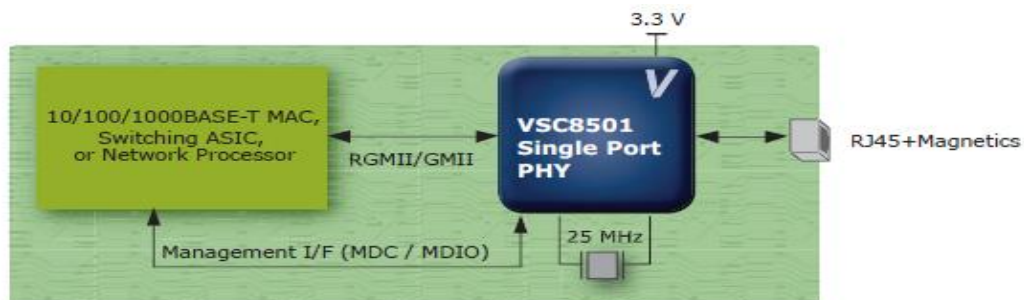 3.3 V
10/100/1000BASE-T MAC,
Switching ASIC,
or Network Processor
RGMII/GMII
V
VSC8501
Single Port
PHY
RJ45+Magnetics
Management I/F (MDC / MDIO)
25 MHz